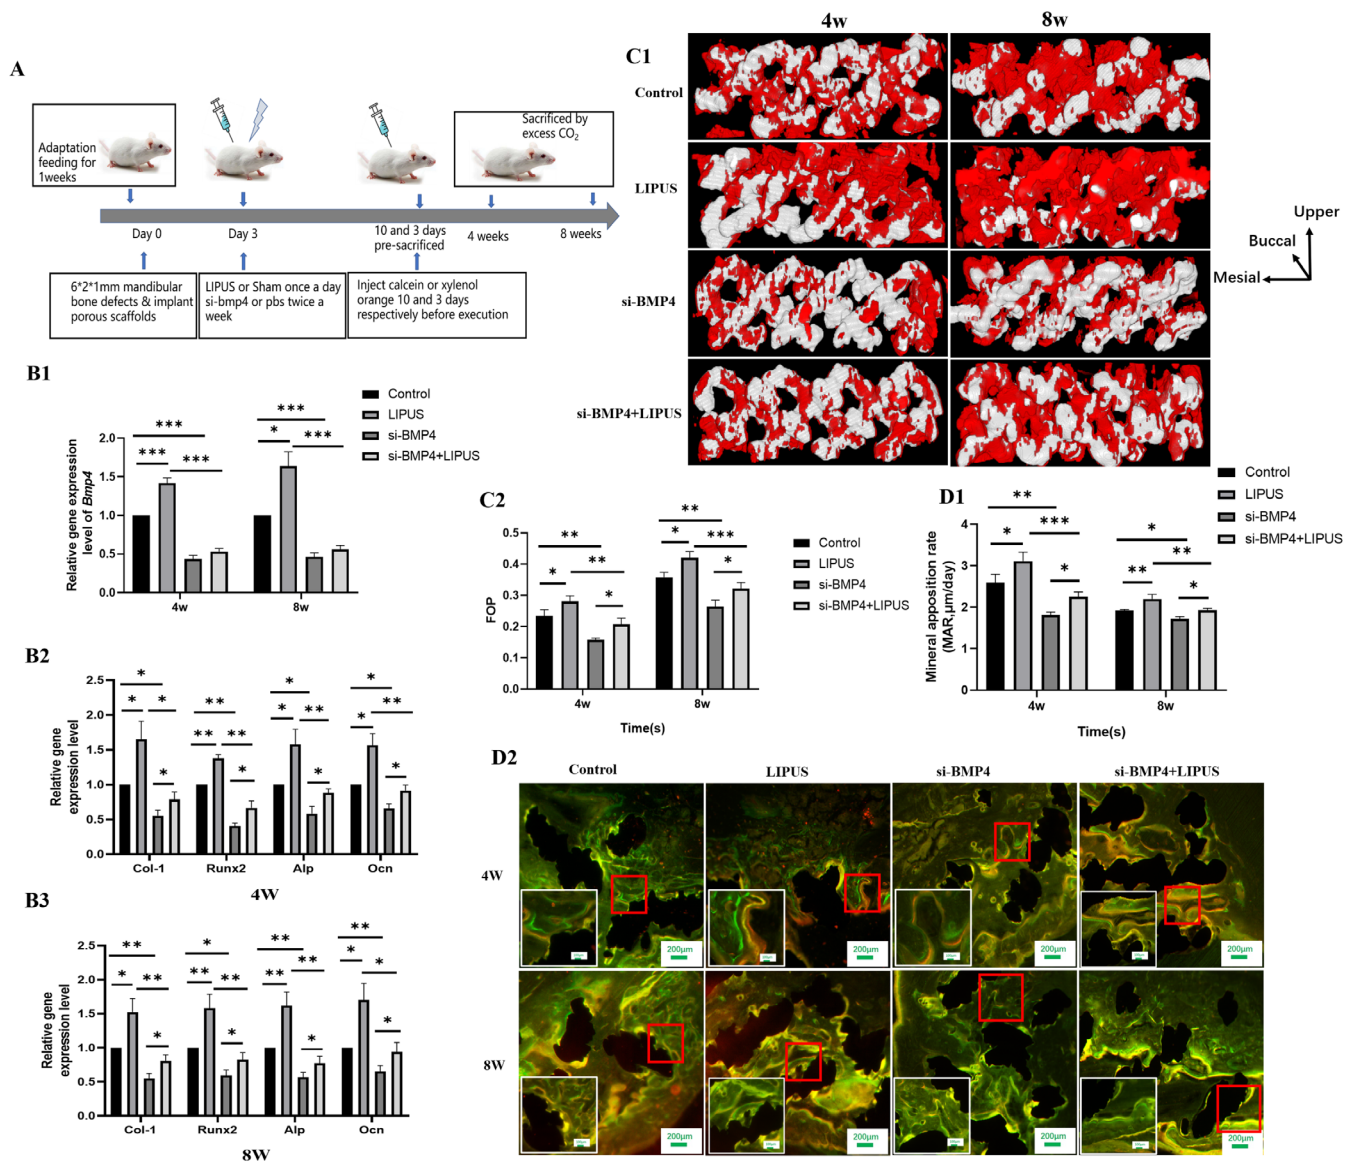 A
Adaptation
feeding for
1weeks
Sacrificed by
excess CO₂
Day 0
Day 3
10 and 3 days
pre-sacrificed
4 weeks
8 weeks
6*2*1mm mandibular
bone defects & implant
porous scaffolds
LIPUS or Sham once a day
si-bmp4 or pbs twice a
week
Inject calcein or xylenol
orange 10 and 3 days
respectively before execution
B1
Relative gene expression
level of Bmp4
2.0
1.5
1.0
0.5
0.0
4w
8w
***
***
***
***
*
***
Control
LIPUS
si-BMP4
si-BMP4+LIPUS
B2
Relative gene
expression level
2.5
2.0
1.5
1.0
0.5
0.0
*
* *
*
**
** **
*
*
* **
*
*
* **
*
Col-1
Runx2
Alp
Ocn
4W
B3
Relative gene
expression level
2.5
2.0
1.5
1.0
0.5
0.0
**
* **
*
*
** **
*
**
** **
*
**
* *
*
Col-1
Runx2
Alp
Ocn
8W
C1
4w
8w
Control
LIPUS
si-BMP4
si-BMP4+LIPUS
Upper
Buccal
Mesial
C2
FOP
0.5
0.4
0.3
0.2
0.1
0.0
**
* **
*
**
* ***
*
4w
8w
Time(s)
Control
LIPUS
si-BMP4
si-BMP4+LIPUS
D1
Mineral apposition rate
(MAR,μm/day)
4
3
2
1
0
**
* ***
*
*
** **
*
4w
8w
Time(s)
Control
LIPUS
si-BMP4
si-BMP4+LIPUS
D2
Control
LIPUS
si-BMP4
si-BMP4+LIPUS
4W
200μm
200μm
200μm
200μm
8W
200μm
200μm
200μm
200μm